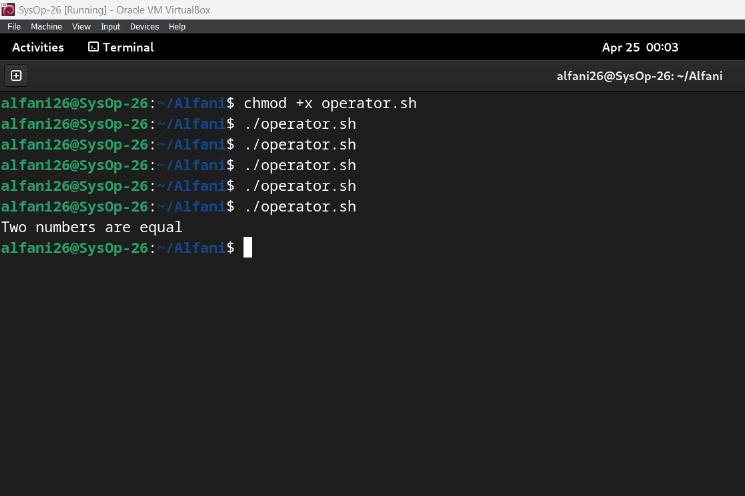 SysOp-26 [Running] - Oracle VM VirtualBox
File Machine View Input Devices Help
Activities Terminal Apr 25 00:03
alfani26@SysOp-26: ~/Alfani
alfani26@SysOp-26:~/Alfani$ chmod +x operator.sh
alfani26@SysOp-26:~/Alfani$ ./operator.sh
alfani26@SysOp-26:~/Alfani$ ./operator.sh
alfani26@SysOp-26:~/Alfani$ ./operator.sh
alfani26@SysOp-26:~/Alfani$ ./operator.sh
alfani26@SysOp-26:~/Alfani$ ./operator.sh
Two numbers are equal
alfani26@SysOp-26:~/Alfani$